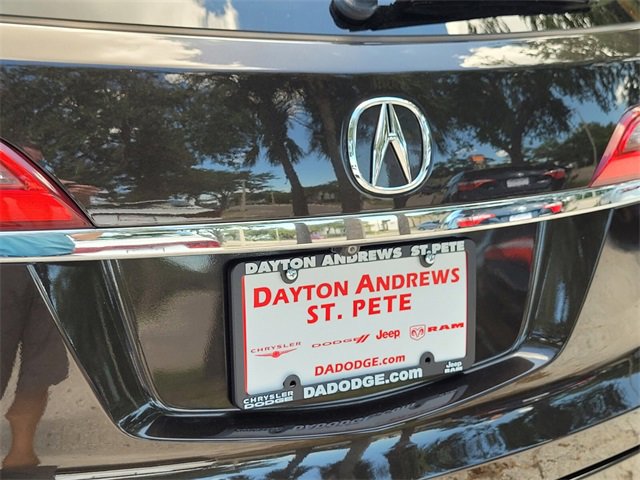 DAYTON ANDREWS ST. PETE
DAYTON ANDREWS
ST. PETE
CHRYSLER DODGE Jeep RAM
DADODGE.com
DADODGE.com
CHRYSLER
DODGE
Jeep